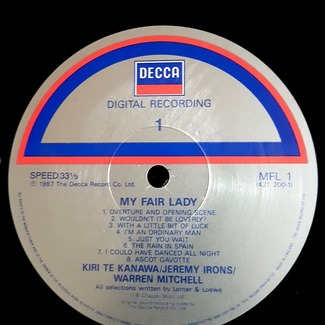 DECCA
DIGITAL RECORDING
1
SPEED 33⅓
℗ 1987 The Decca Record Co. Ltd.
MFL 1
(421 200-1)
MY FAIR LADY
1. OVERTURE AND OPENING SCENE
2. WOULDN'T IT BE LOVERLY'
3. WITH A LITTLE BIT OF LUCK
4. I'M AN ORDINARY MAN
5. JUST YOU WAIT
6. THE RAIN IN SPAIN
7. I COULD HAVE DANCED ALL NIGHT
8. ASCOT GAVOTTE
KIRI TE KANAWA/JEREMY IRONS/
WARREN MITCHELL
All selections written by Lerner & Loewe
Chappell Music Ltd